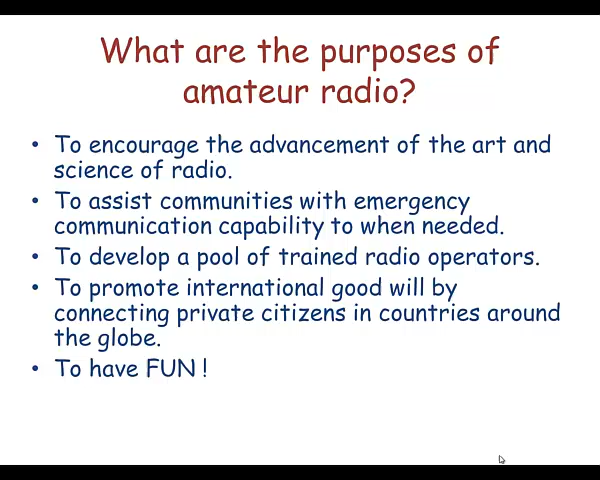 What are the purposes of
amateur radio?
• To encourage the advancement of the art and
science of radio.
• To assist communities with emergency
communication capability to when needed.
• To develop a pool of trained radio operators.
• To promote international good will by
connecting private citizens in countries around
the globe.
• To have FUN !